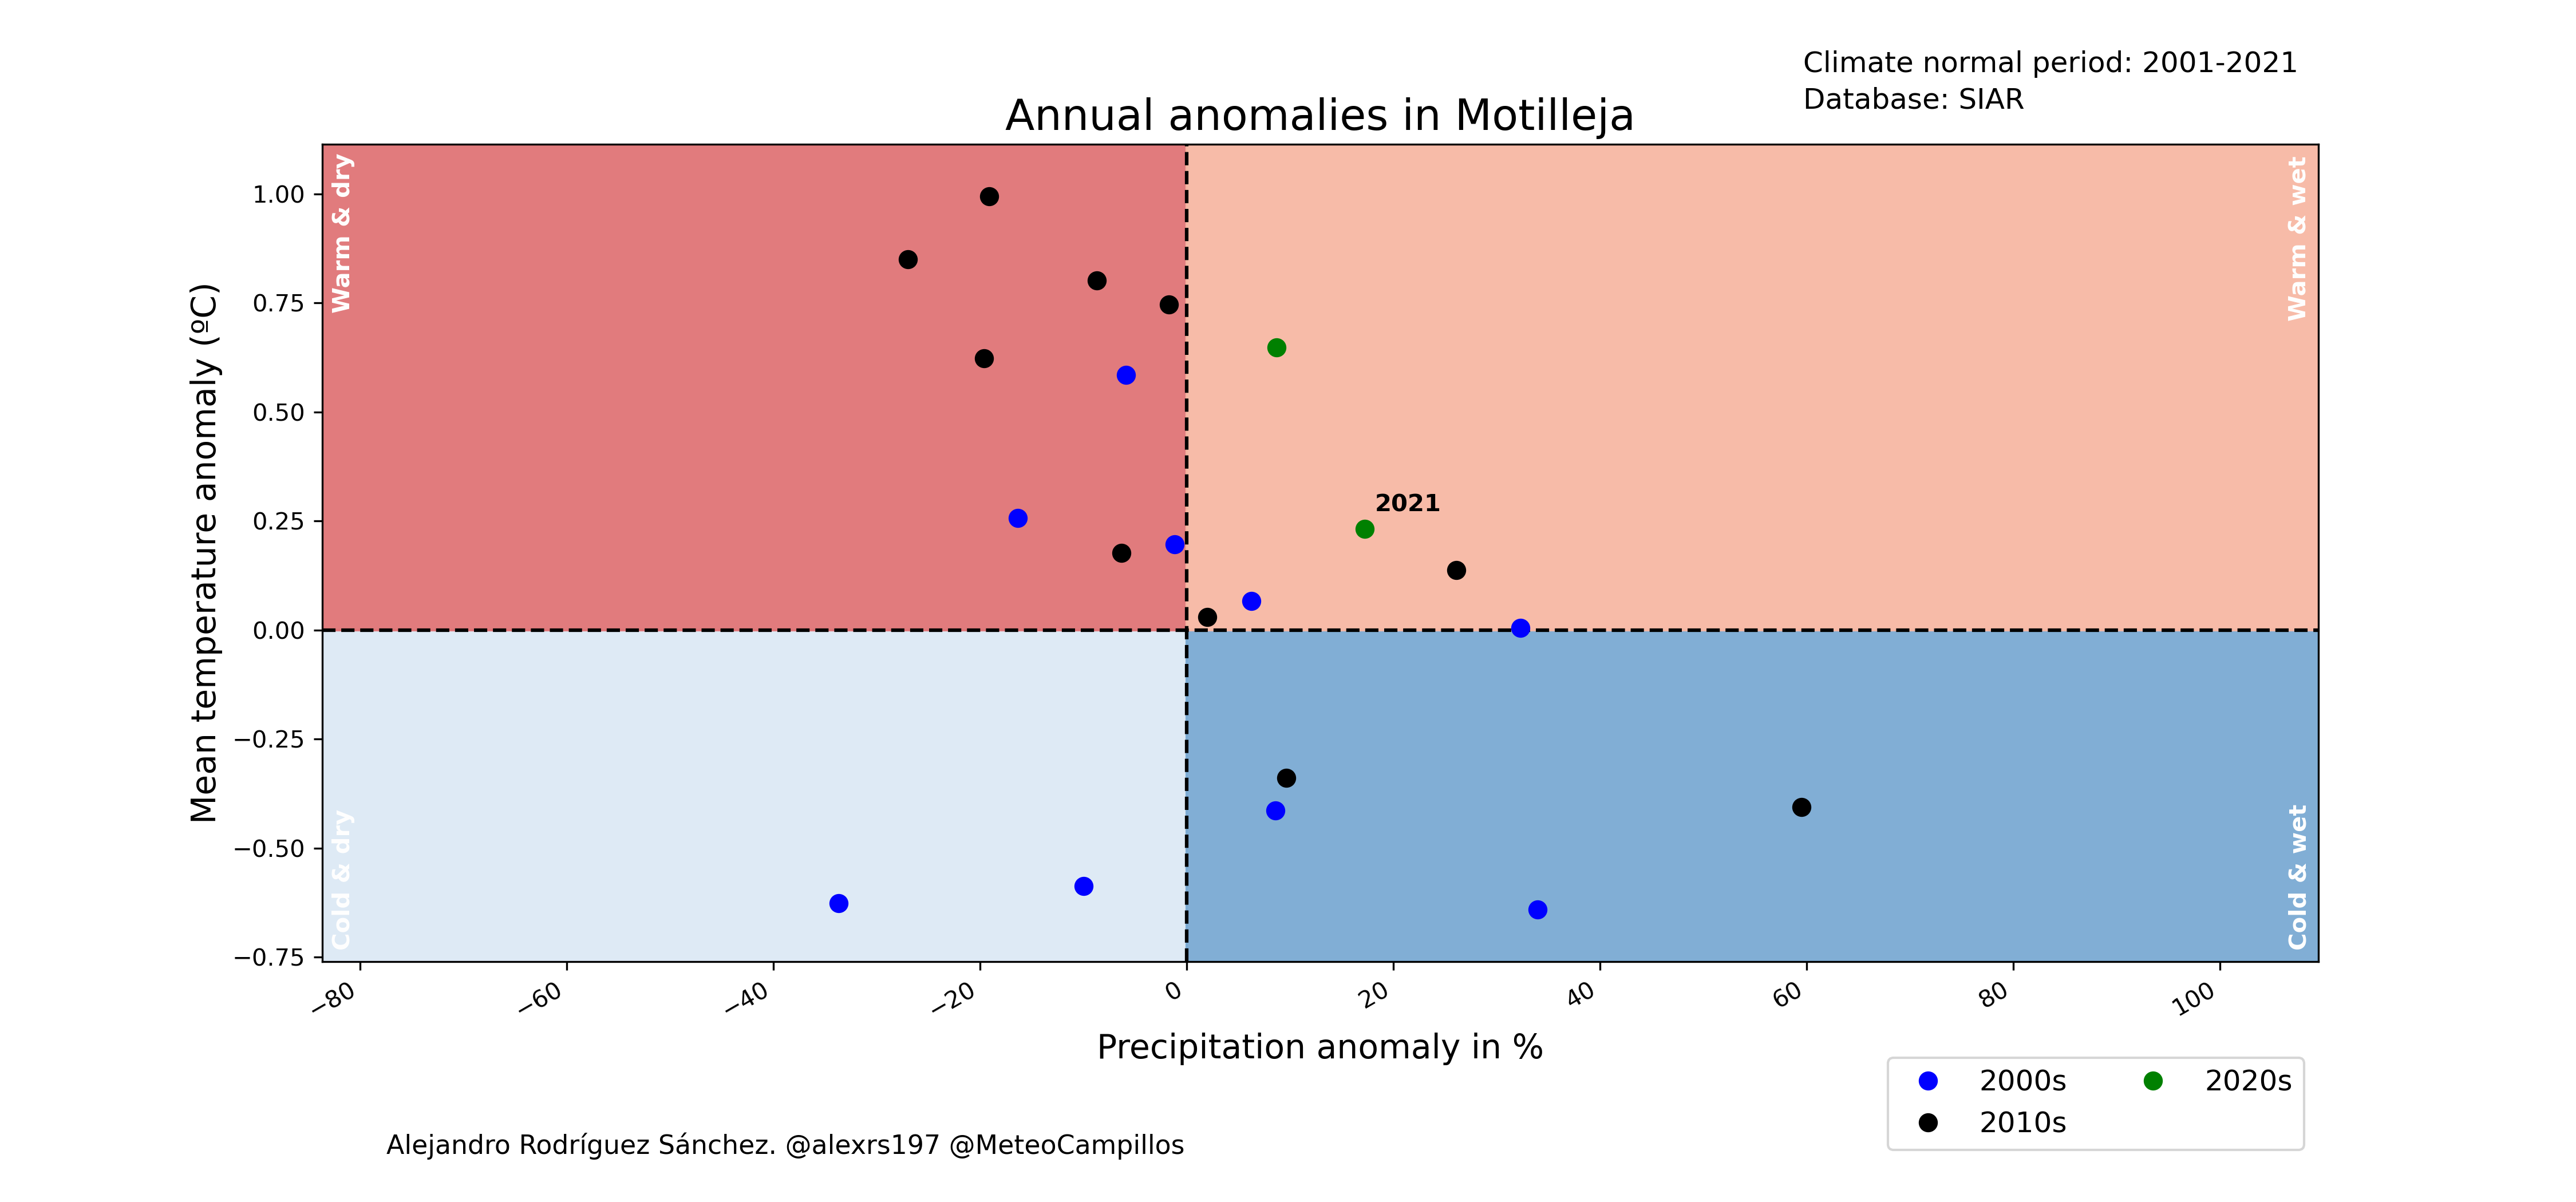 Climate normal period: 2001-2021
Database: SIAR
Annual anomalies in Motilleja
Warm & dry
Warm & wet
Cold & dry
Cold & wet
2021
Mean temperature anomaly (ºC)
1.00
0.75
0.50
0.25
0.00
−0.25
−0.50
−0.75
−80
−60
−40
−20
0
20
40
60
80
100
Precipitation anomaly in %
2000s
2010s
2020s
Alejandro Rodríguez Sánchez. @alexrs197 @MeteoCampillos